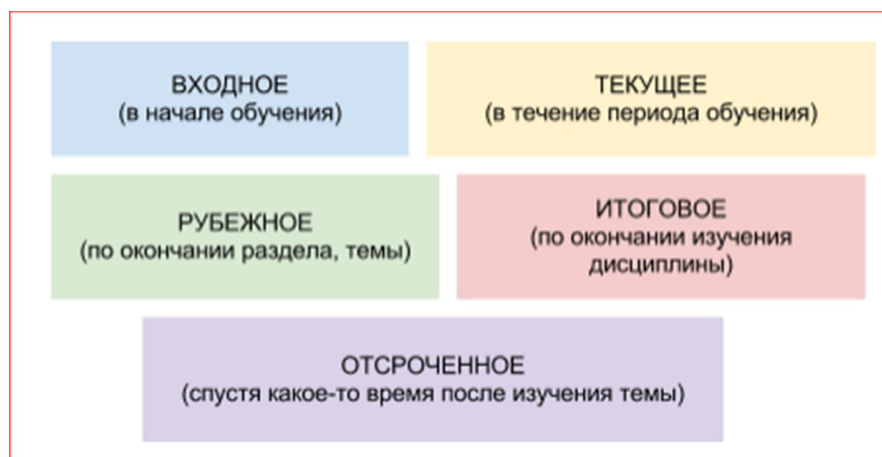 ВХОДНОЕ
(в начале обучения)
ТЕКУЩЕЕ
(в течение периода обучения)
РУБЕЖНОЕ
(по окончании раздела, темы)
ИТОГОВОЕ
(по окончании изучения
дисциплины)
ОТСРОЧЕННОЕ
(спустя какое-то время после изучения темы)